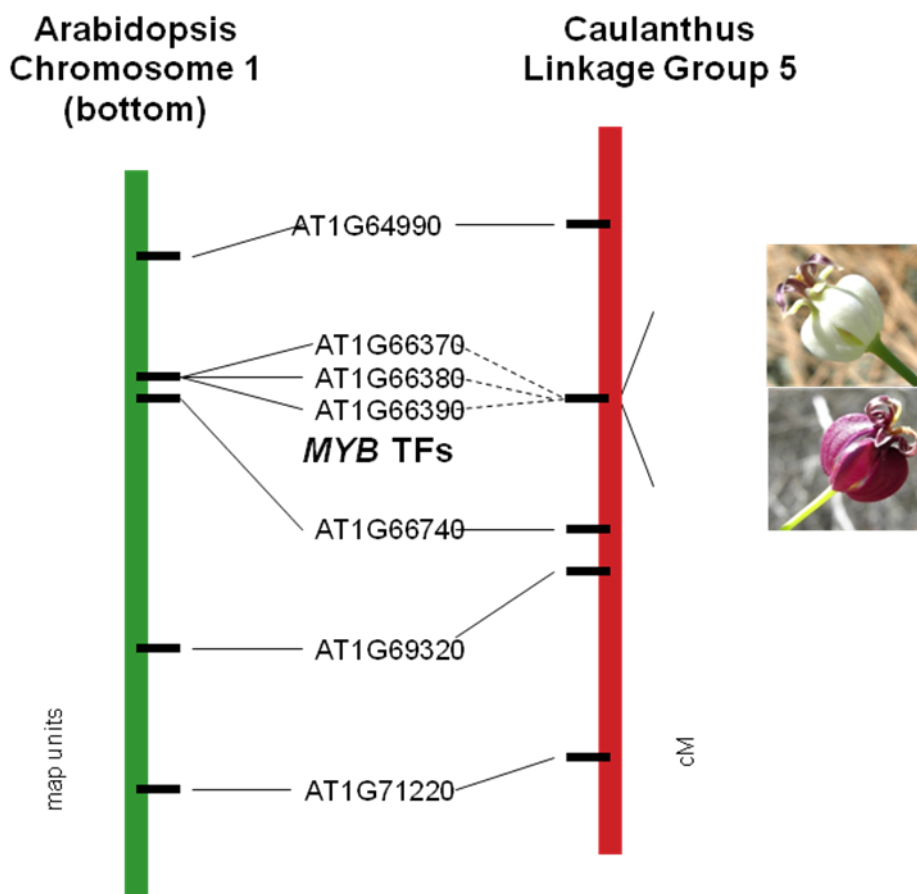 Arabidopsis
Chromosome 1
(bottom)
Caulanthus
Linkage Group 5
AT1G64990
AT1G66370
AT1G66380
AT1G66390
MYB TFs
AT1G66740
AT1G69320
AT1G71220
map units
cM